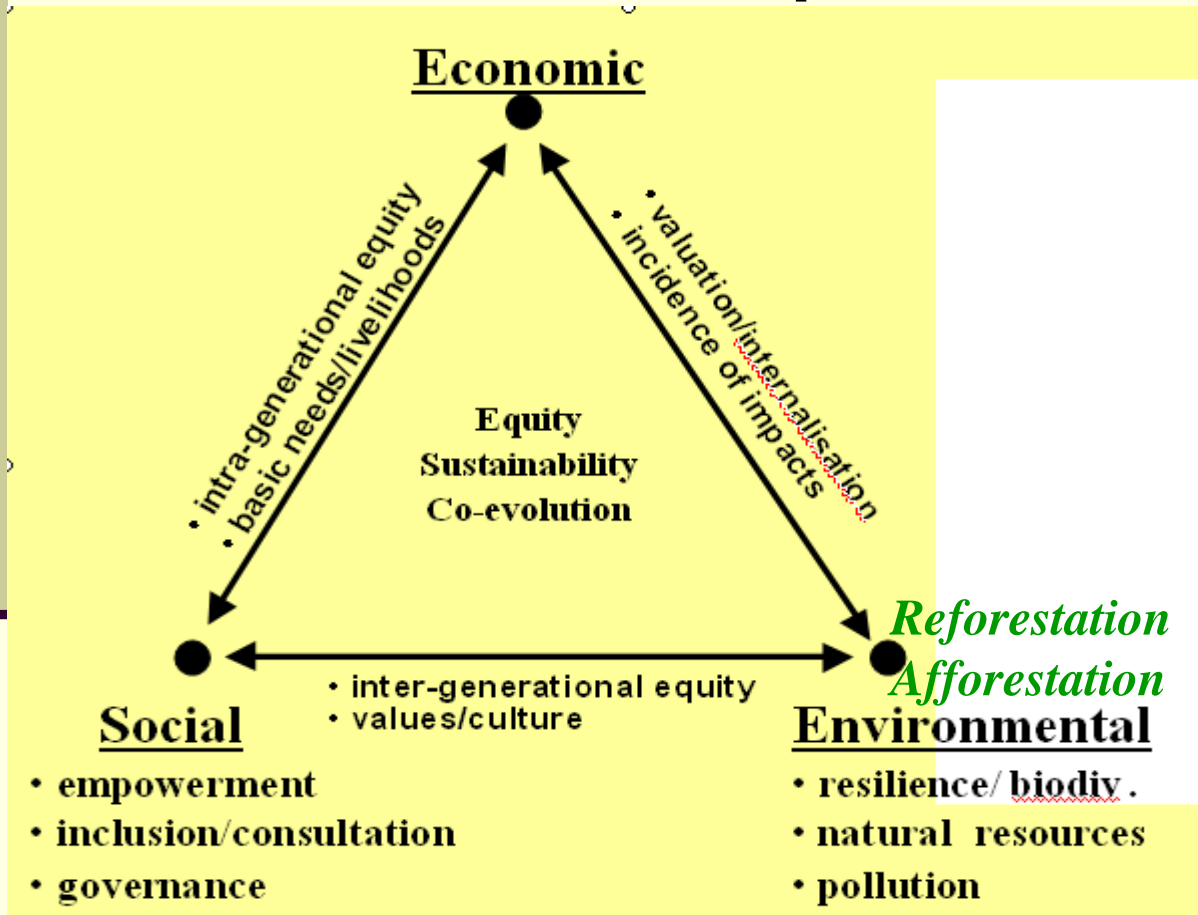 Economic
• intra-generational equity
• basic needs/livelihoods
• valuation/internalisation
• incidence of impacts
Equity
Sustainability
Co-evolution
Reforestation
Afforestation
• inter-generational equity
• values/culture
Social
• empowerment
• inclusion/consultation
• governance
Environmental
• resilience/ biodiv.
• natural resources
• pollution